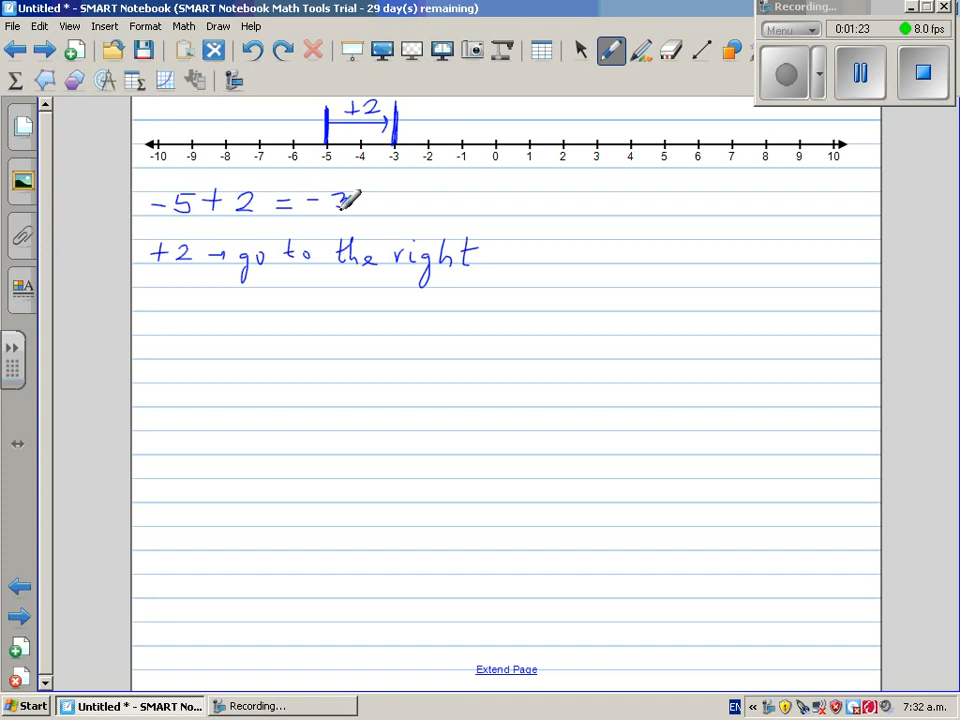 Untitled * - SMART Notebook (SMART Notebook Math Tools Trial - 29 day(s) remaining)
Recording...
File Edit View Insert Format Math Draw Help
Menu 0:01:23 8.0 fps
+2
-10 -9 -8 -7 -6 -5 -4 -3 -2 -1 0 1 2 3 4 5 6 7 8 9 10
-5 + 2 = -3
+2 → go to the right
Extend Page
Start Untitled * - SMART No... Recording... EN 7:32 a.m.